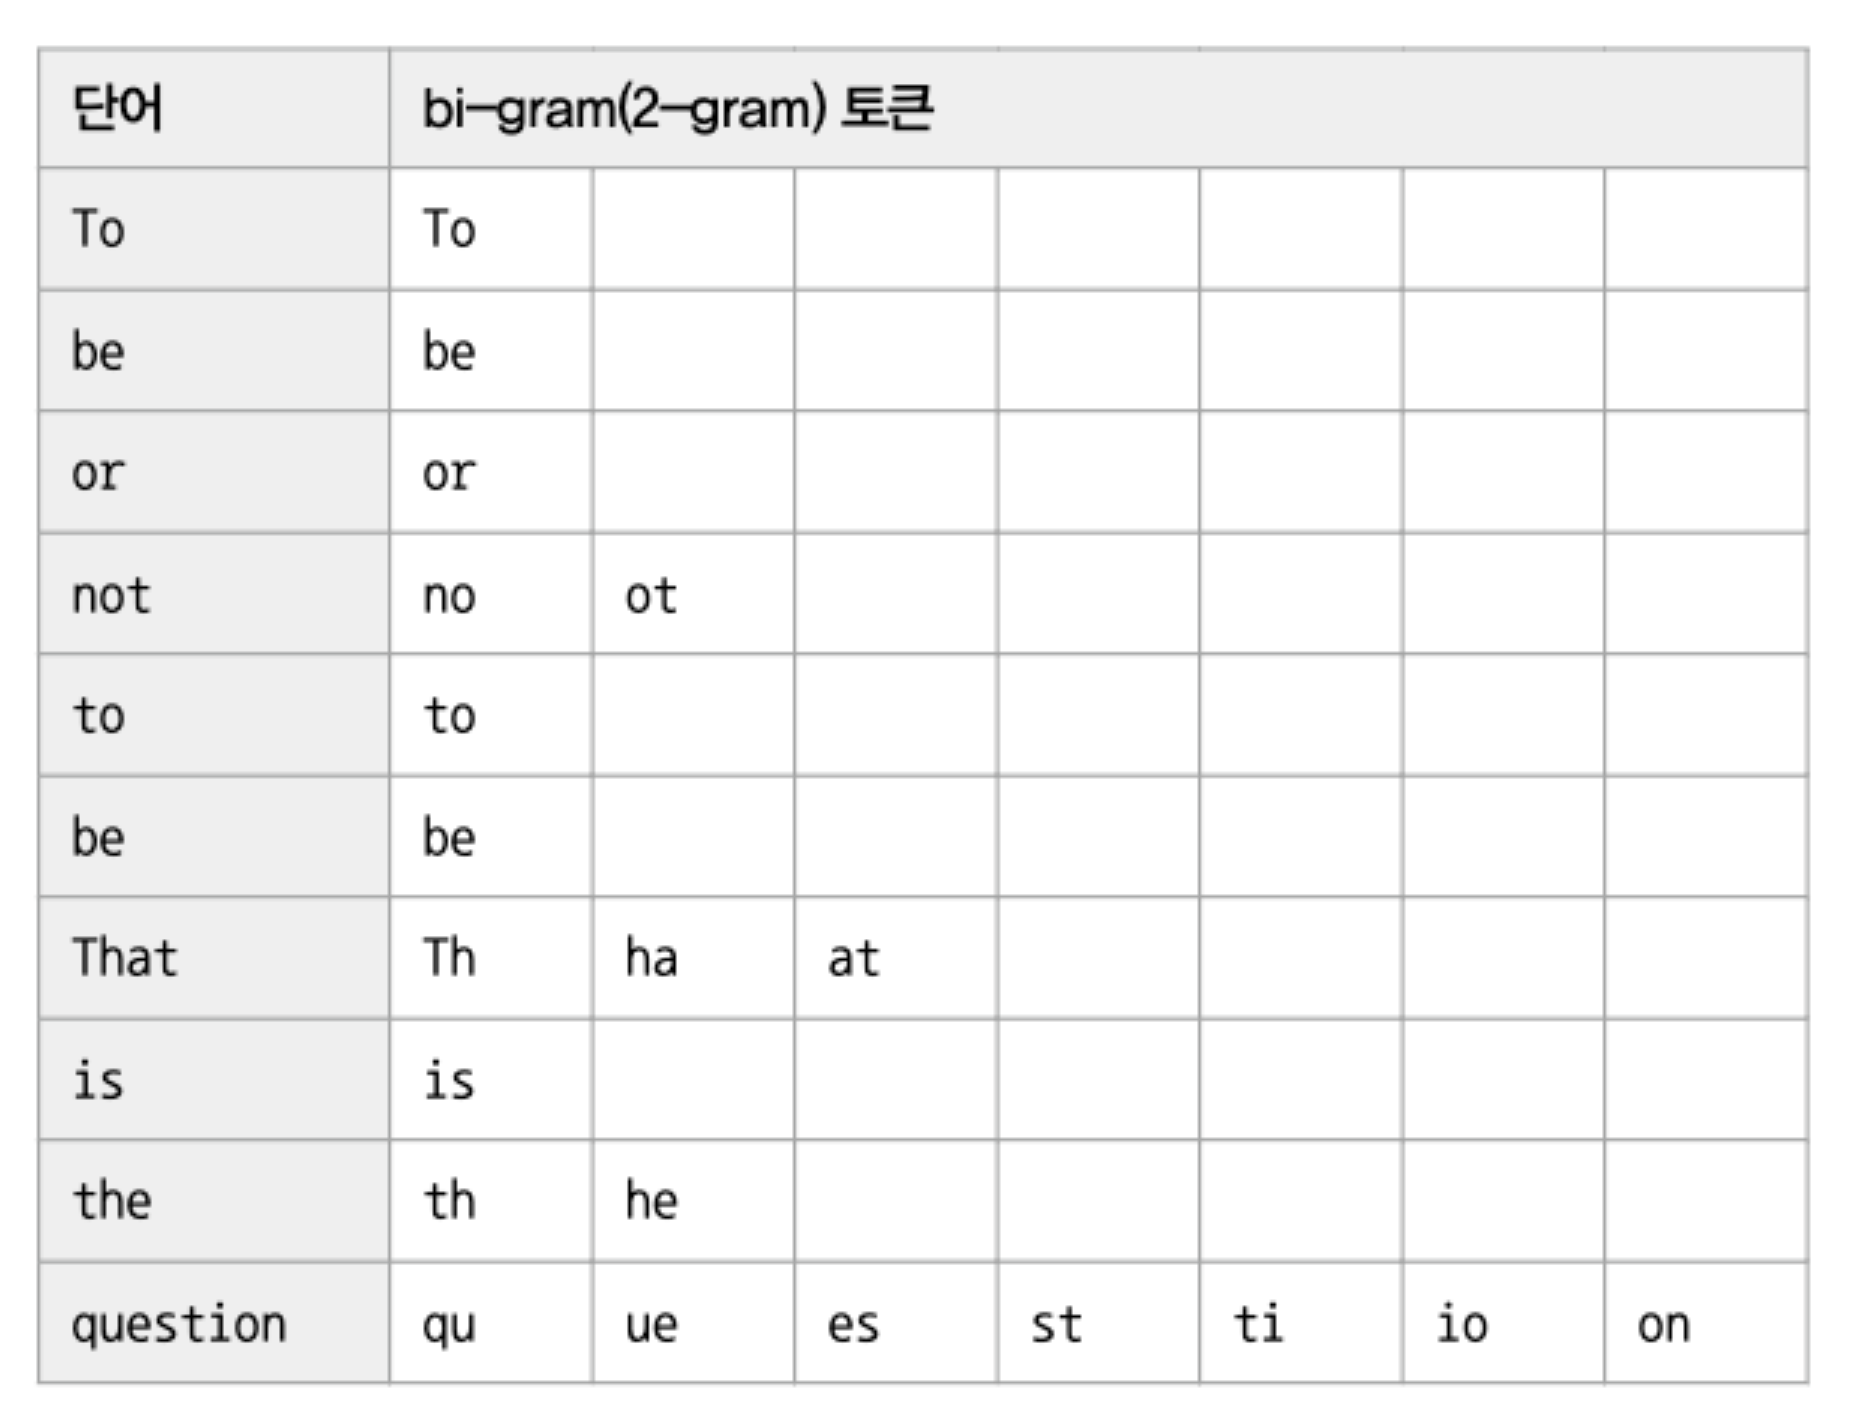 단어 bi-gram(2-gram) 토큰
To To
be be
or or
not no ot
to to
be be
That Th ha at
is is
the th he
question qu ue es st ti io on